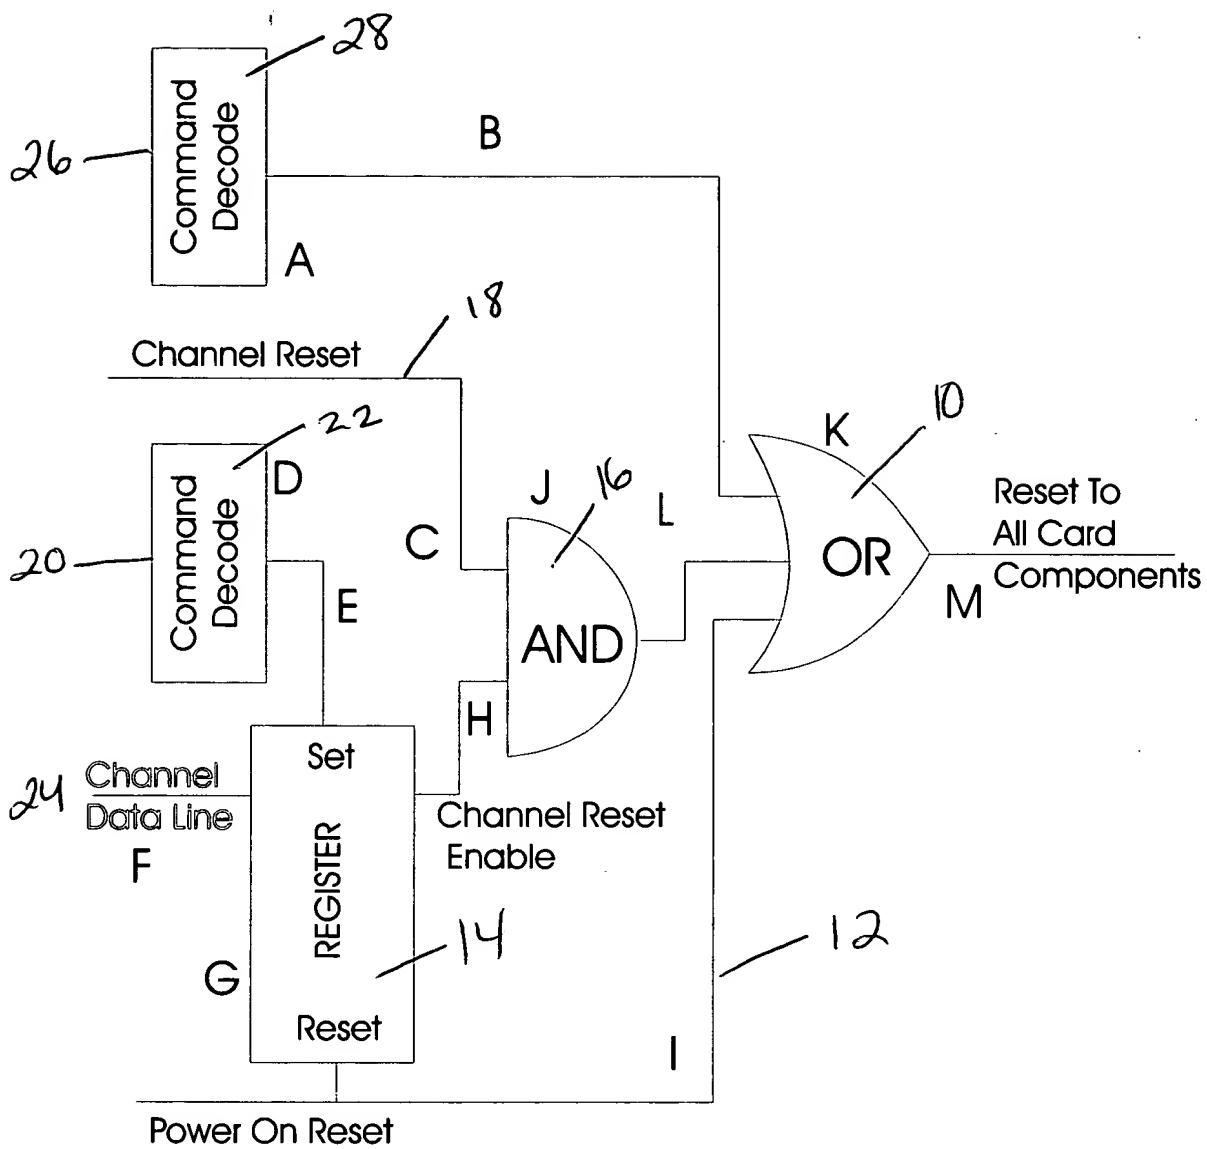 28
Command
Decode
26
B
A
18
Channel Reset
22
Command
Decode
D
20
E
C
J
16
L
K
10
OR
Reset To
All Card
Components
M
AND
H
Set
24
Channel
Data Line
F
REGISTER
Channel Reset
Enable
14
12
G
Reset
I
Power On Reset